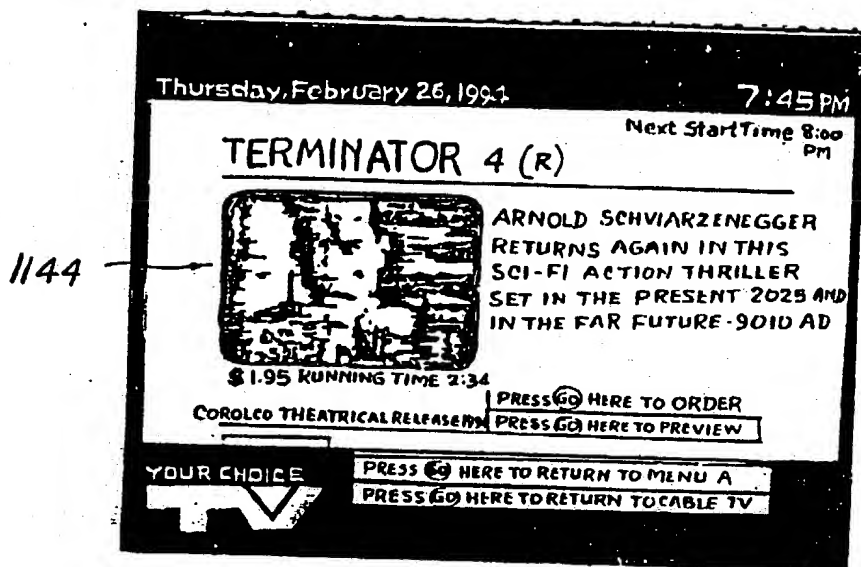 Thursday, February 26, 1992
7:45 PM
Next Start Time 8:00
PM
TERMINATOR 4 (R)
ARNOLD SCHVIARZENEGGER
RETURNS AGAIN IN THIS
SCI-FI ACTION THRILLER
SET IN THE PRESENT 2025 AND
IN THE FAR FUTURE-9010 AD
1144
$1.95 RUNNING TIME 2:34
PRESS GO HERE TO ORDER
COROLCO THEATRICAL RELEASE
PRESS GO HERE TO PREVIEW
YOUR CHOICE
TV
PRESS GO HERE TO RETURN TO MENU A
PRESS GO HERE TO RETURN TO CABLE TV